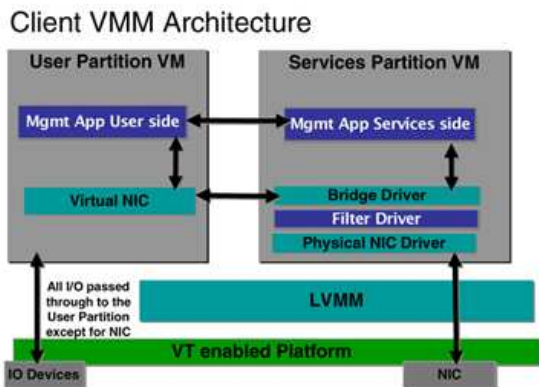 Client VMM Architecture
User Partition VM
Services Partition VM
Mgmt App User side
Mgmt App Services side
Virtual NIC
Bridge Driver
Filter Driver
Physical NIC Driver
All I/O passed
through to the
User Partition
except for NIC
LVMM
VT enabled Platform
IO Devices
NIC